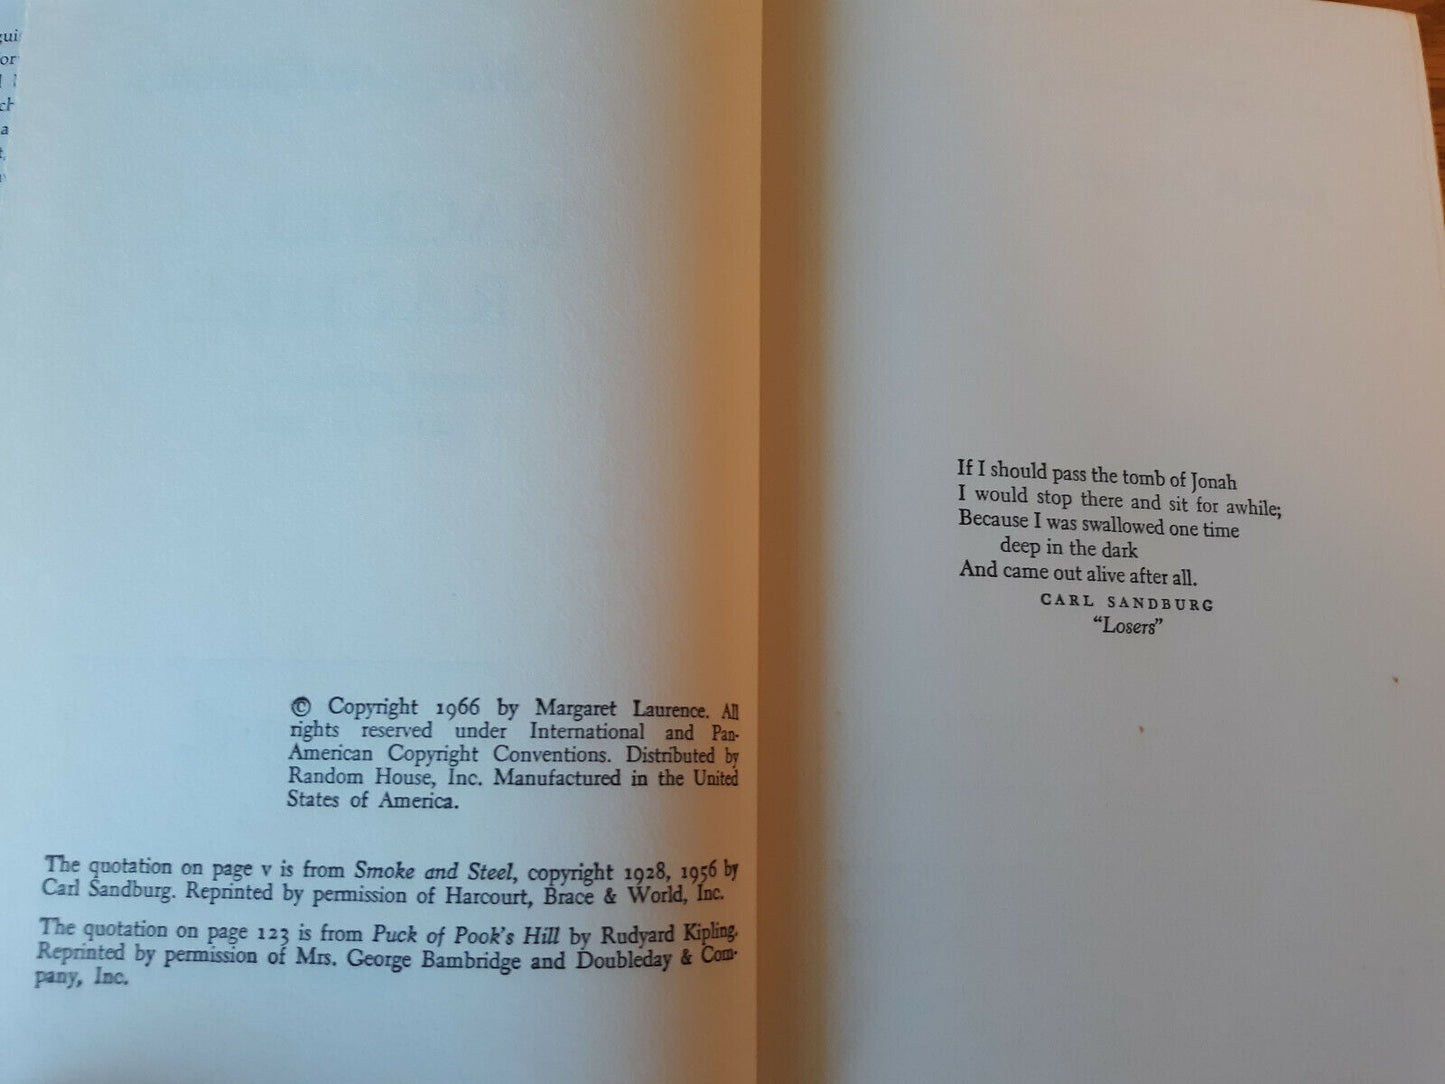 © Copyright 1966 by Margaret Laurence. All
rights reserved under International and Pan-
American Copyright Conventions. Distributed by
Random House, Inc. Manufactured in the United
States of America.
The quotation on page v is from Smoke and Steel, copyright 1928, 1956 by
Carl Sandburg. Reprinted by permission of Harcourt, Brace & World, Inc.
The quotation on page 123 is from Puck of Pook's Hill by Rudyard Kipling.
Reprinted by permission of Mrs. George Bambridge and Doubleday & Com-
pany, Inc.
If I should pass the tomb of Jonah
I would stop there and sit for awhile;
Because I was swallowed one time
deep in the dark
And came out alive after all.
CARL SANDBURG
"Losers"